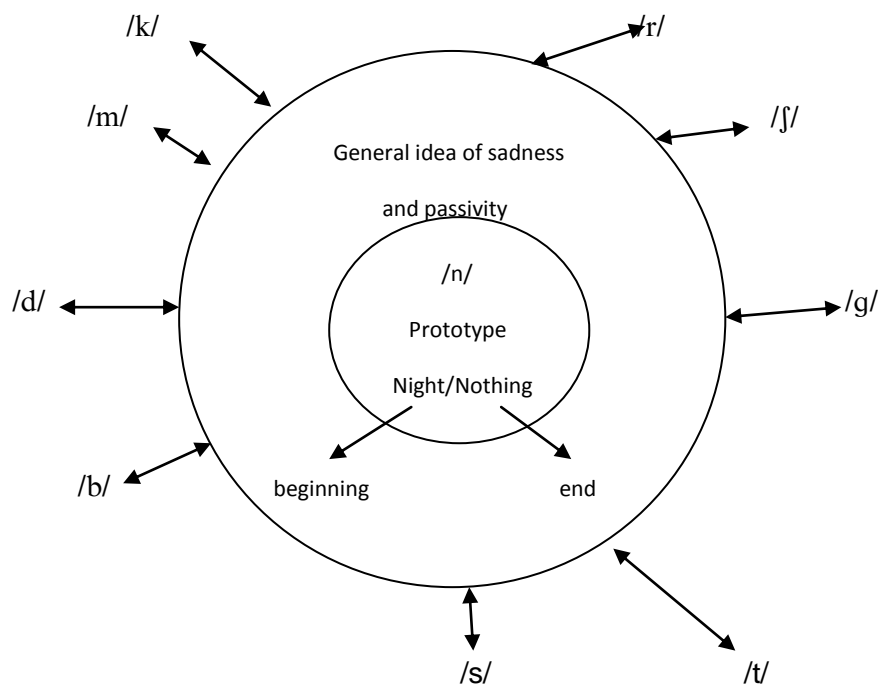 /k/
/r/
/m/
/ʃ/
General idea of sadness
and passivity
/n/
/d/
/g/
Prototype
Night/Nothing
/b/
beginning
end
/s/
/t/